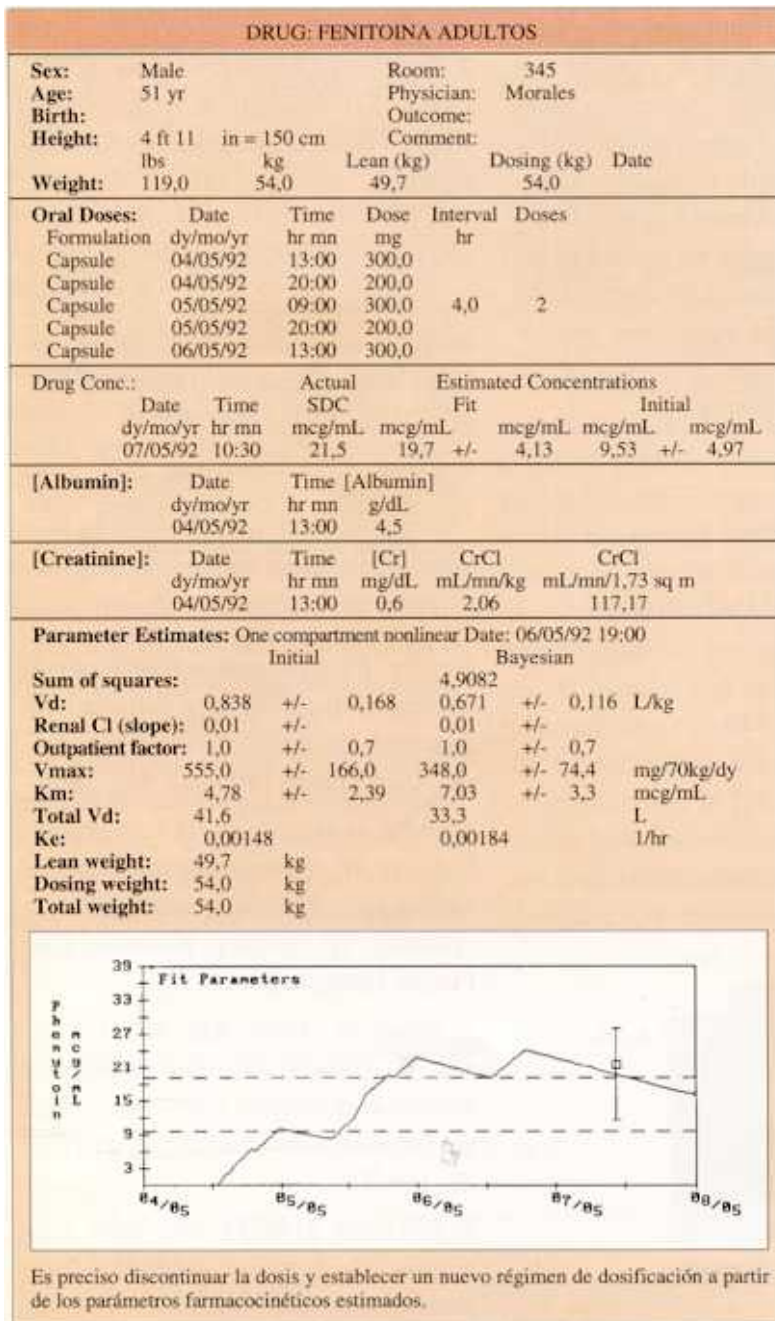 DRUG: FENITOINA ADULTOS
Sex: Male Room: 345
Age: 51 yr Physician: Morales
Birth: Outcome:
Height: 4 ft 11 in = 150 cm Comment:
lbs kg Lean (kg) Dosing (kg) Date
Weight: 119,0 54,0 49,7 54,0
Oral Doses: Date Time Dose Interval Doses
Formulation dy/mo/yr hr mn mg hr
Capsule 04/05/92 13:00 300,0
Capsule 04/05/92 20:00 200,0
Capsule 05/05/92 09:00 300,0 4,0 2
Capsule 05/05/92 20:00 200,0
Capsule 06/05/92 13:00 300,0
Drug Conc.: Actual Estimated Concentrations
Date Time SDC Fit Initial
dy/mo/yr hr mn mcg/mL mcg/mL mcg/mL mcg/mL mcg/mL
07/05/92 10:30 21,5 19,7 +/- 4,13 9,53 +/- 4,97
[Albumin]: Date Time [Albumin]
dy/mo/yr hr mn g/dL
04/05/92 13:00 4,5
[Creatinine]: Date Time [Cr] CrCl CrCl
dy/mo/yr hr mn mg/dL mL/mn/kg mL/mn/1,73 sq m
04/05/92 13:00 0,6 2,06 117,17
Parameter Estimates: One compartment nonlinear Date: 06/05/92 19:00
Initial Bayesian
Sum of squares: 4,9082
Vd: 0,838 +/- 0,168 0,671 +/- 0,116 L/kg
Renal Cl (slope): 0,01 +/- 0,01 +/-
Outpatient factor: 1,0 +/- 0,7 1,0 +/- 0,7
Vmax: 555,0 +/- 166,0 348,0 +/- 74,4 mg/70kg/dy
Km: 4,78 +/- 2,39 7,03 +/- 3,3 mcg/mL
Total Vd: 41,6 33,3 L
Ke: 0,00148 0,00184 1/hr
Lean weight: 49,7 kg
Dosing weight: 54,0 kg
Total weight: 54,0 kg
Fit Parameters
Phenytoin mcg/mL
39
33
27
21
15
9
3
04/05 05/05 06/05 07/05 08/05
Es preciso discontinuar la dosis y establecer un nuevo régimen de dosificación a partir
de los parámetros farmacocinéticos estimados.